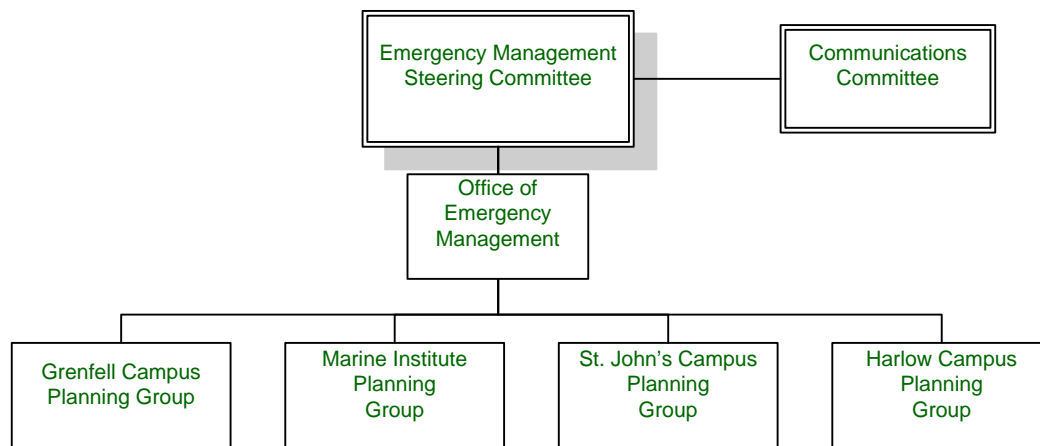 Emergency Management
Steering Committee
Communications
Committee
Office of
Emergency
Management
Grenfell Campus
Planning Group
Marine Institute
Planning
Group
St. John’s Campus
Planning
Group
Harlow Campus
Planning
Group